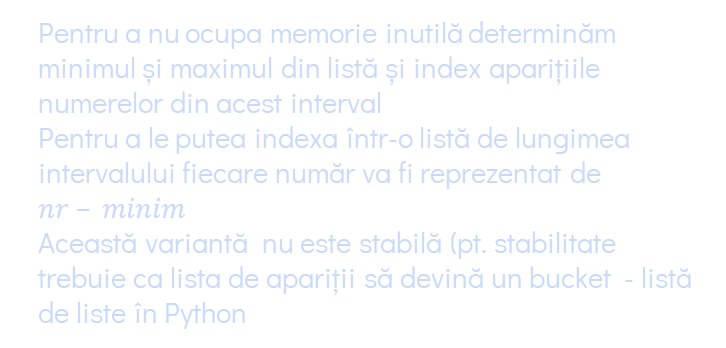 Pentru a nu ocupa memorie inutilă determinăm
minimul și maximul din listă și index aparițiile
numerelor din acest interval
Pentru a le putea indexa într-o listă de lungimea
intervalului fiecare număr va fi reprezentat de
nr – minim
Această variantă nu este stabilă (pt. stabilitate
trebuie ca lista de apariții să devină un bucket - listă
de liste în Python